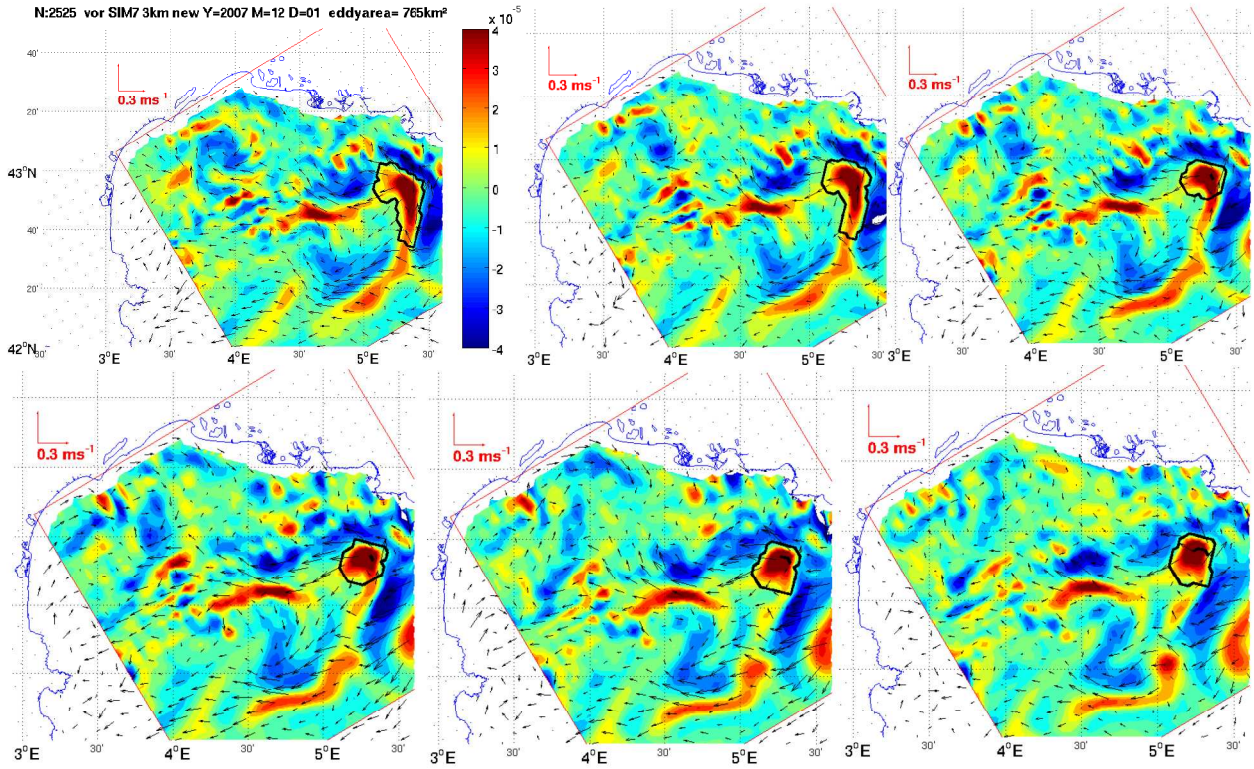 N:2525 vor SIM7 3km new Y=2007 M=12 D=01 eddyarea= 765km²
x 10⁻⁵ -5
40' 4
20' 3
2
43°N 1
0
40' -1
-2
20' -3
42°N -4
0.3 ms⁻¹ 0.3 ms⁻¹ 0.3 ms⁻¹
30' 3°E 30' 4°E 30' 5°E 30' 3°E 30' 4°E 30' 5°E 30' 3°E 30' 4°E 30' 5°E 30'
0.3 ms⁻¹ 0.3 ms⁻¹ 0.3 ms⁻¹
3°E 30' 4°E 30' 5°E 30' 3°E 30' 4°E 30' 5°E 30' 3°E 30' 4°E 30' 5°E 30'